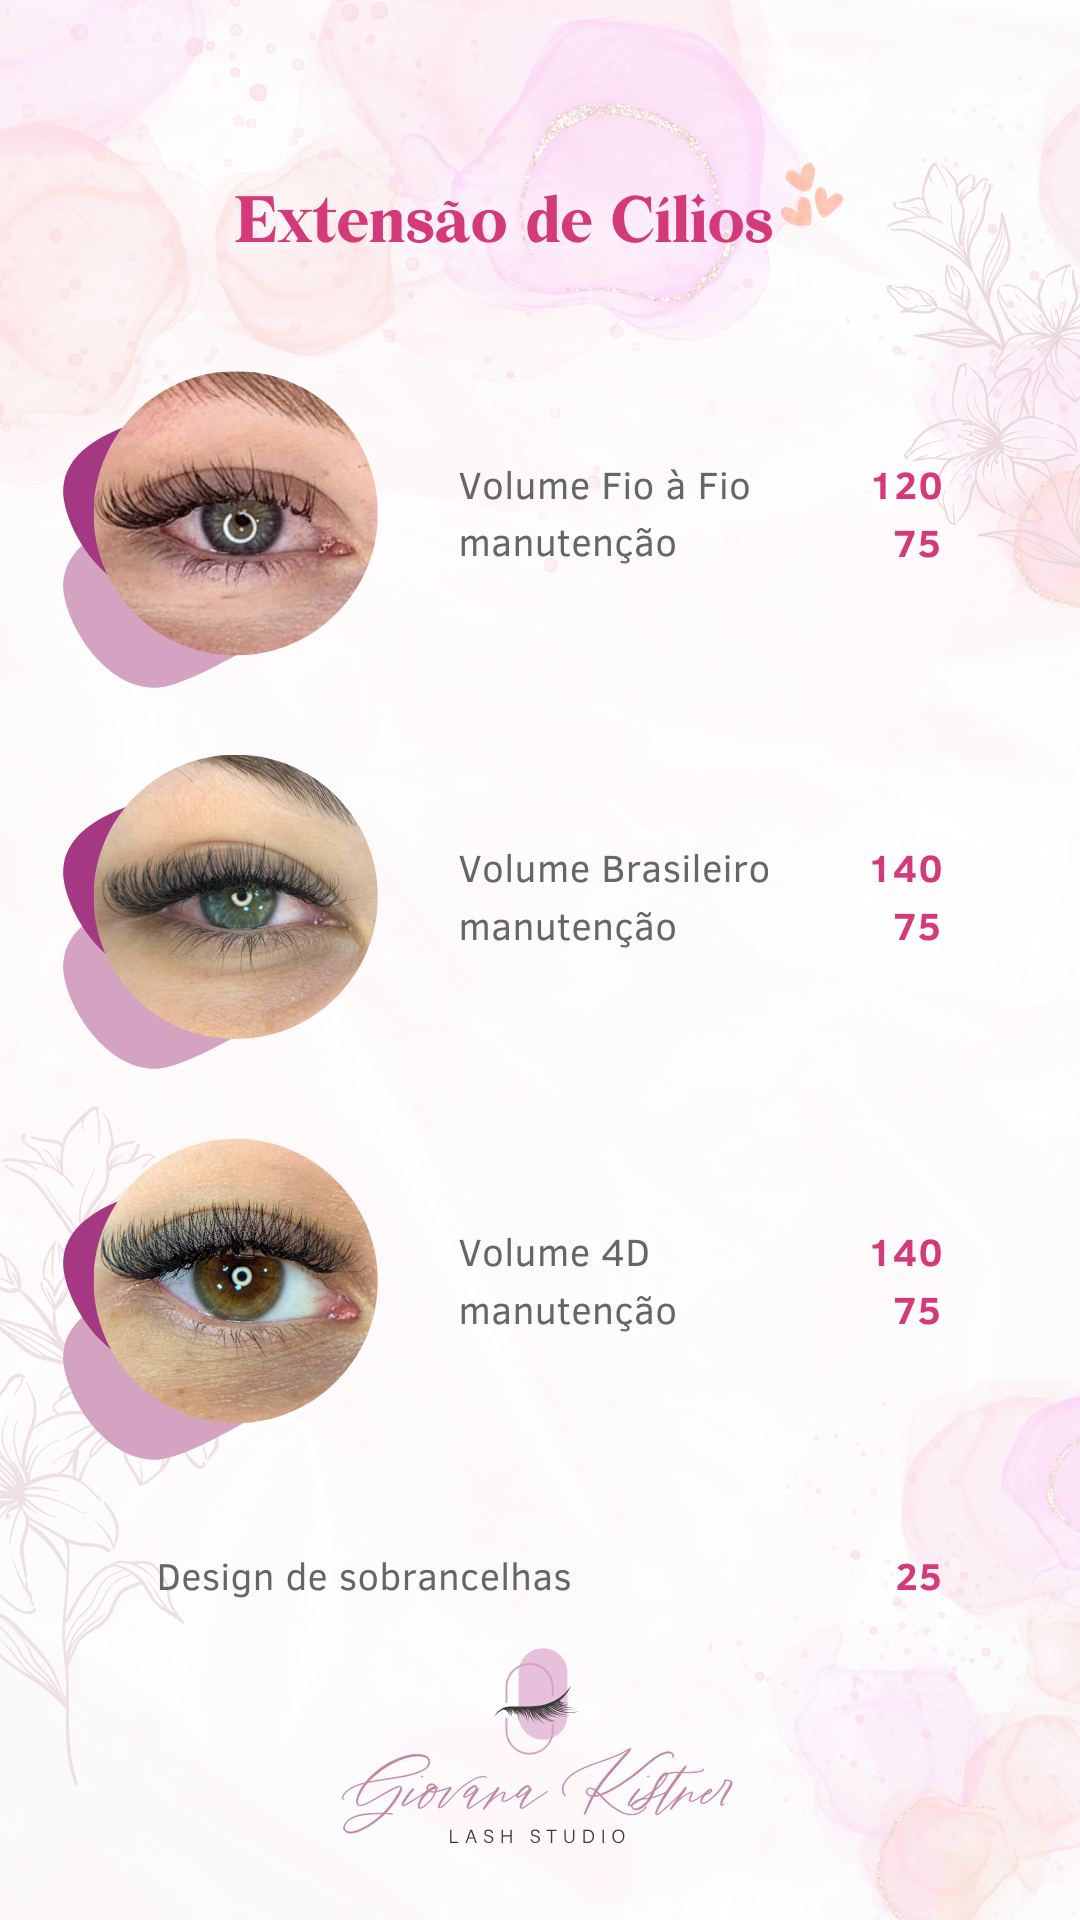 Extensão de Cílios
Volume Fio à Fio 120
manutenção 75
Volume Brasileiro 140
manutenção 75
Volume 4D 140
manutenção 75
Design de sobrancelhas 25
Giovana Kistner
LASH STUDIO